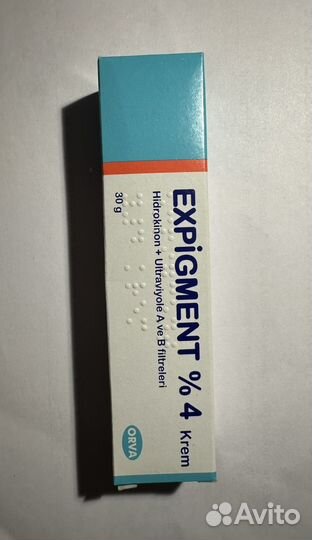 EXPİGMENT % 4 Krem
Hidrokinon + Ultraviyole A ve B filtreleri
30 g
ORVA
Avito